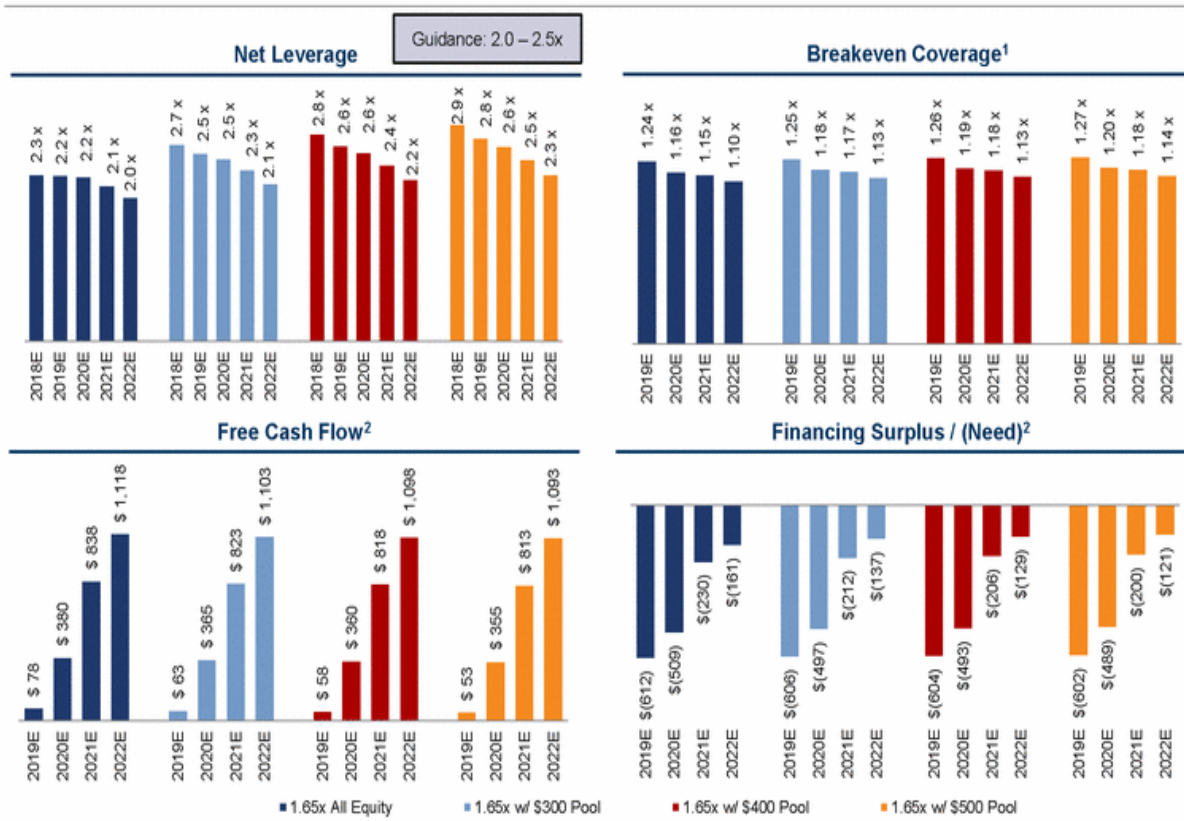 Guidance: 2.0 – 2.5x
Net Leverage
2.3 x
2.2 x
2.2 x
2.1 x
2.0 x
2.7 x
2.5 x
2.5 x
2.3 x
2.1 x
2.8 x
2.6 x
2.6 x
2.4 x
2.2 x
2.9 x
2.8 x
2.6 x
2.5 x
2.3 x
2018E
2019E
2020E
2021E
2022E
2018E
2019E
2020E
2021E
2022E
2018E
2019E
2020E
2021E
2022E
2018E
2019E
2020E
2021E
2022E
Breakeven Coverage¹
1.24 x
1.16 x
1.15 x
1.10 x
1.25 x
1.18 x
1.17 x
1.13 x
1.26 x
1.19 x
1.18 x
1.13 x
1.27 x
1.20 x
1.18 x
1.14 x
2019E
2020E
2021E
2022E
2019E
2020E
2021E
2022E
2019E
2020E
2021E
2022E
2019E
2020E
2021E
2022E
Free Cash Flow²
$ 78
$ 380
$ 838
$ 1,118
$ 63
$ 365
$ 823
$ 1,103
$ 58
$ 360
$ 818
$ 1,098
$ 53
$ 355
$ 813
$ 1,093
2019E
2020E
2021E
2022E
2019E
2020E
2021E
2022E
2019E
2020E
2021E
2022E
2019E
2020E
2021E
2022E
Financing Surplus / (Need)²
$(612)
$(509)
$(230)
$(161)
$(606)
$(497)
$(212)
$(137)
$(604)
$(493)
$(206)
$(129)
$(602)
$(489)
$(200)
$(121)
2019E
2020E
2021E
2022E
2019E
2020E
2021E
2022E
2019E
2020E
2021E
2022E
2019E
2020E
2021E
2022E
1.65x All Equity
1.65x w/ $300 Pool
1.65x w/ $400 Pool
1.65x w/ $500 Pool